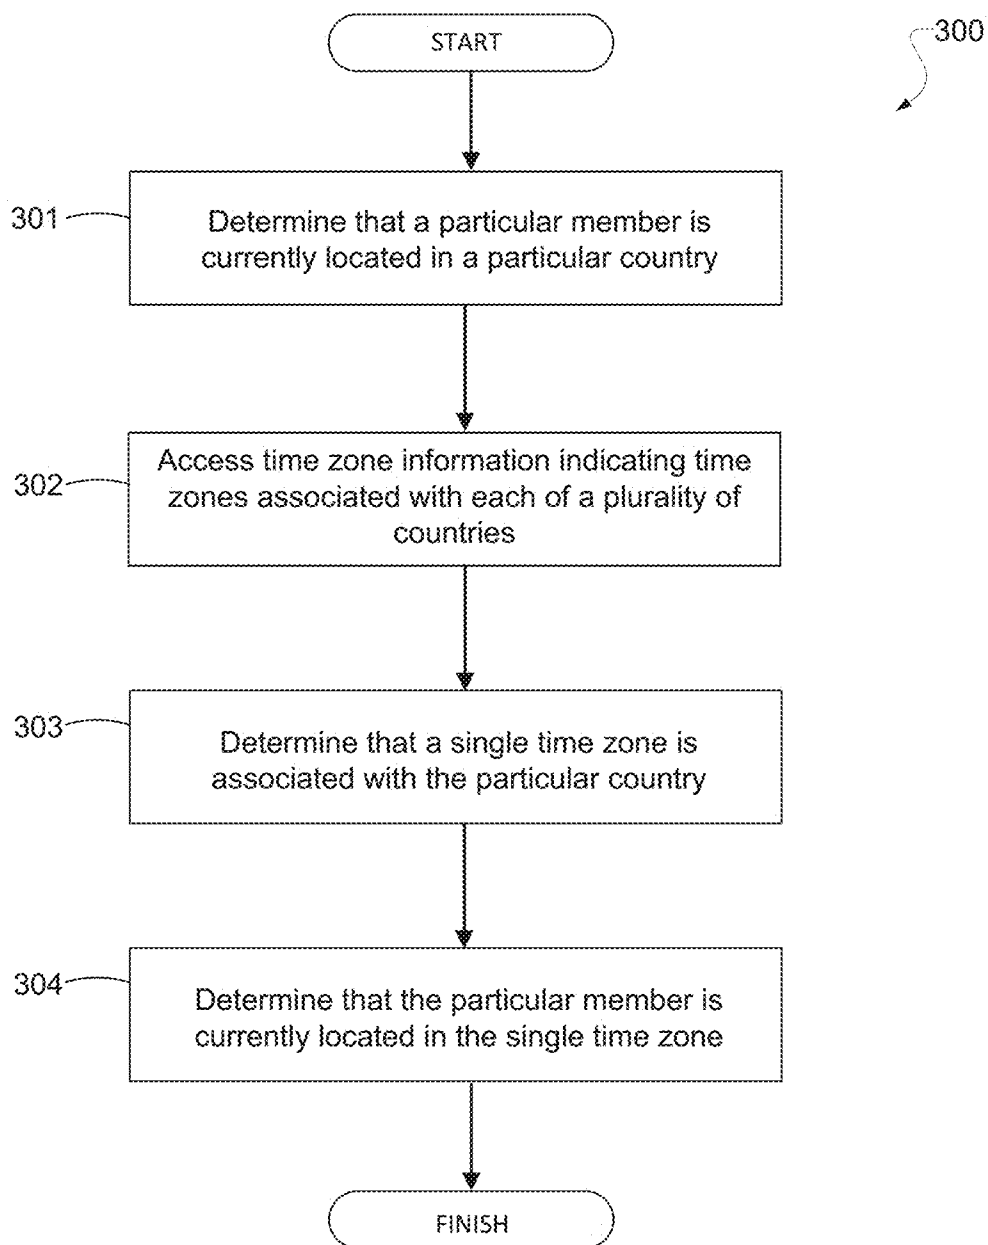 START
300
301
Determine that a particular member is
currently located in a particular country
302
Access time zone information indicating time
zones associated with each of a plurality of
countries
303
Determine that a single time zone is
associated with the particular country
304
Determine that the particular member is
currently located in the single time zone
FINISH